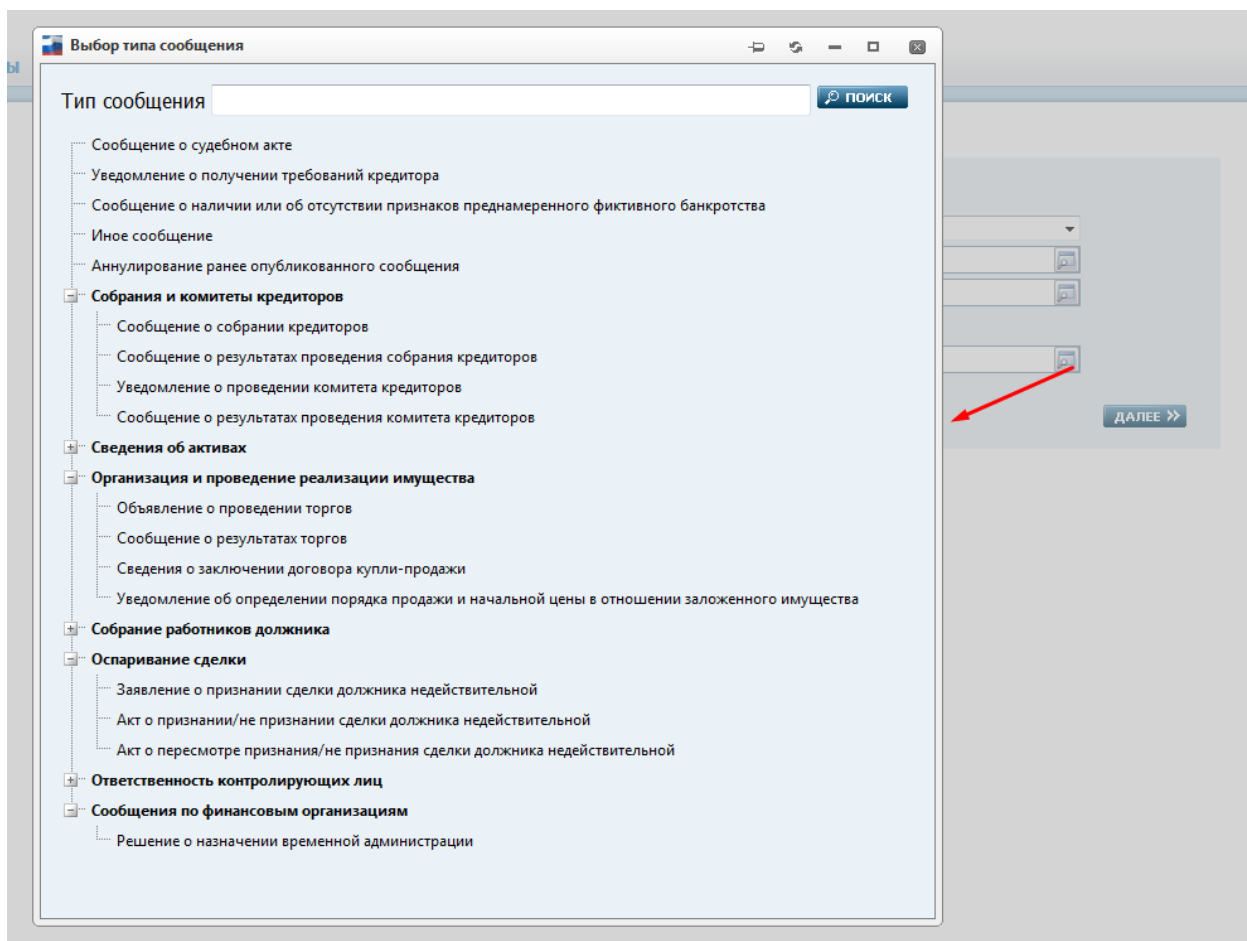 Выбор типа сообщения
ы
Тип сообщения
ПОИСК
Сообщение о судебном акте
Уведомление о получении требований кредитора
Сообщение о наличии или об отсутствии признаков преднамеренного фиктивного банкротства
Иное сообщение
Аннулирование ранее опубликованного сообщения
Собрания и комитеты кредиторов
Сообщение о собрании кредиторов
Сообщение о результатах проведения собрания кредиторов
Уведомление о проведении комитета кредиторов
Сообщение о результатах проведения комитета кредиторов
ДАЛЕЕ
Сведения об активах
Организация и проведение реализации имущества
Объявление о проведении торгов
Сообщение о результатах торгов
Сведения о заключении договора купли-продажи
Уведомление об определении порядка продажи и начальной цены в отношении заложенного имущества
Собрание работников должника
Оспаривание сделки
Заявление о признании сделки должника недействительной
Акт о признании/не признании сделки должника недействительной
Акт о пересмотре признания/не признания сделки должника недействительной
Ответственность контролирующих лиц
Сообщения по финансовым организациям
Решение о назначении временной администрации